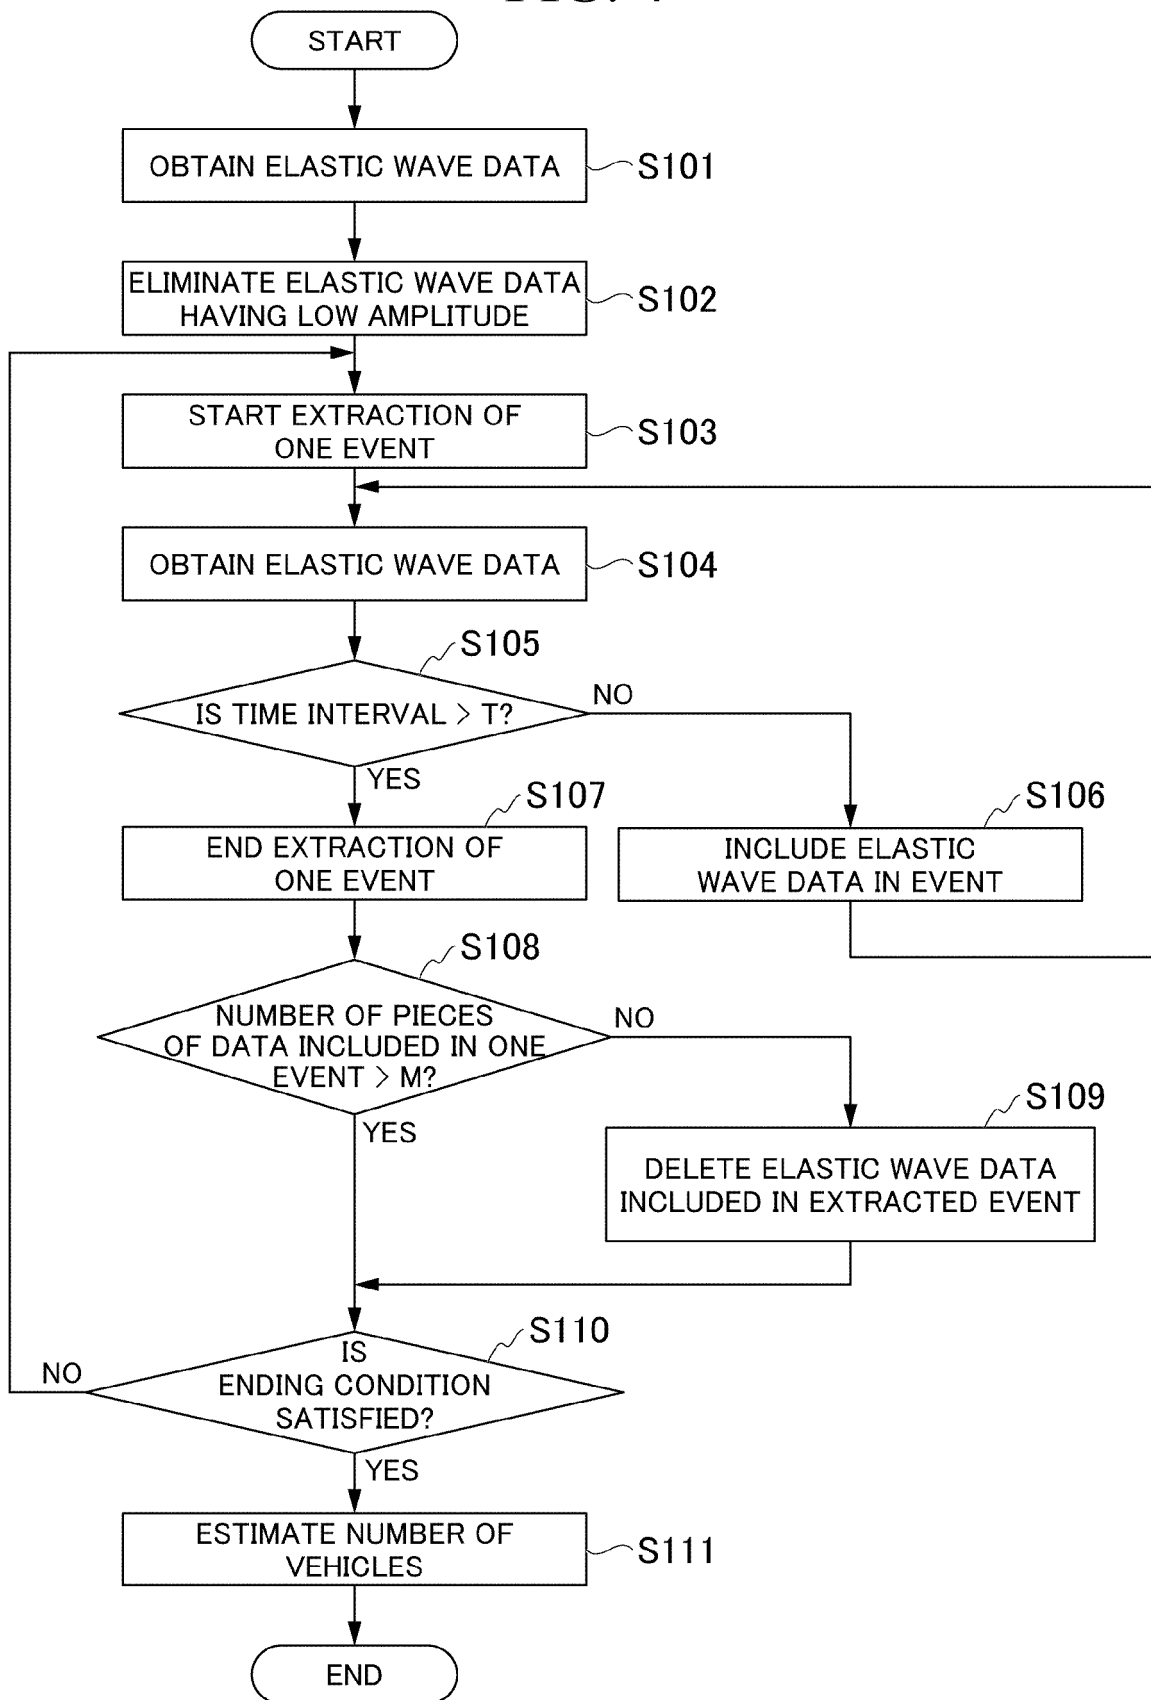 START
OBTAIN ELASTIC WAVE DATA
S101
ELIMINATE ELASTIC WAVE DATA
HAVING LOW AMPLITUDE
S102
START EXTRACTION OF
ONE EVENT
S103
OBTAIN ELASTIC WAVE DATA
S104
S105
IS TIME INTERVAL > T?
NO
YES
S107
END EXTRACTION OF
ONE EVENT
S106
INCLUDE ELASTIC
WAVE DATA IN EVENT
S108
NUMBER OF PIECES
OF DATA INCLUDED IN ONE
EVENT > M?
NO
YES
S109
DELETE ELASTIC WAVE DATA
INCLUDED IN EXTRACTED EVENT
S110
IS
ENDING CONDITION
SATISFIED?
NO
YES
ESTIMATE NUMBER OF
VEHICLES
S111
END